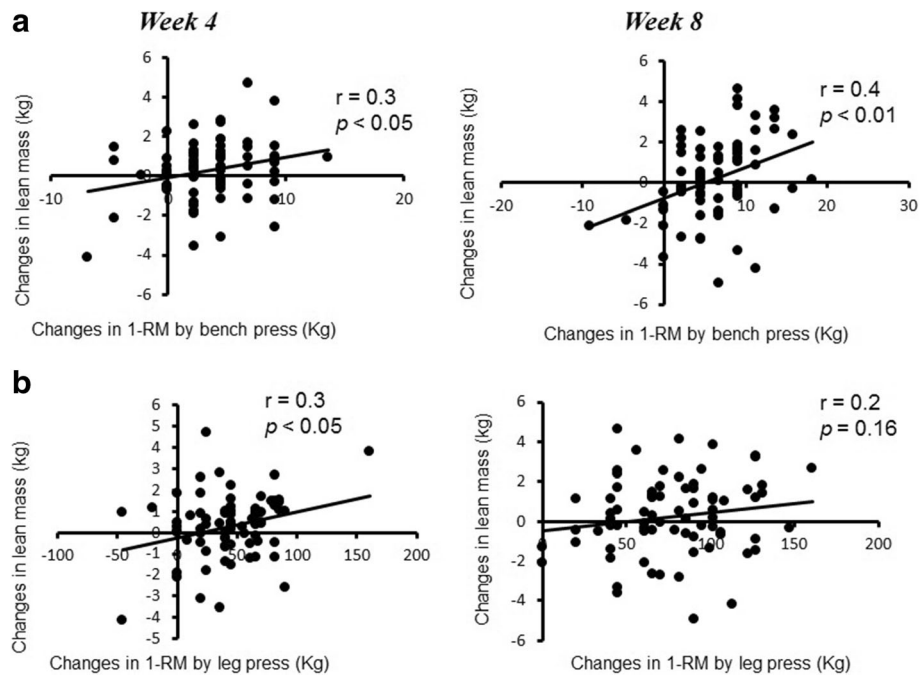 a
Week 4
Changes in lean mass (kg)
6
4
2
0
-2
-4
-6
r = 0.3
p < 0.05
-10 0 10 20
Changes in 1-RM by bench press (Kg)
Week 8
Changes in lean mass (kg)
6
4
2
0
-2
-4
-6
r = 0.4
p < 0.01
-20 -10 0 10 20 30
Changes in 1-RM by bench press (Kg)
b
Changes in lean mass (kg)
6
5
4
3
2
1
0
-1
-2
-3
-4
-5
r = 0.3
p < 0.05
-100 -50 0 50 100 150 200
Changes in 1-RM by leg press (Kg)
Changes in lean mass (kg)
6
4
2
0
-2
-4
-6
r = 0.2
p = 0.16
0 50 100 150 200
Changes in 1-RM by leg press (Kg)